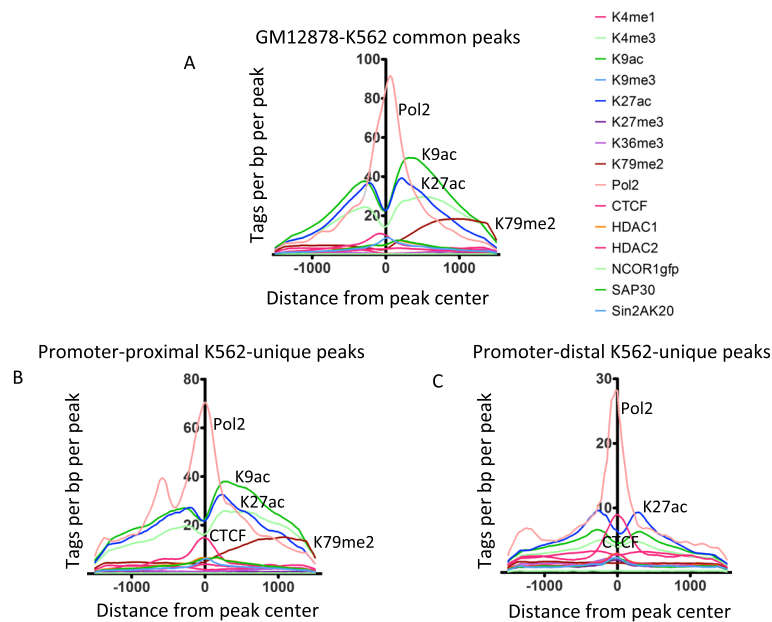 GM12878-K562 common peaks
A
100
80
60
40
20
Pol2
K9ac
K27ac
K79me2
Tags per bp per peak
-1000
0
1000
Distance from peak center
K4me1
K4me3
K9ac
K9me3
K27ac
K27me3
K36me3
K79me2
Pol2
CTCF
HDAC1
HDAC2
NCOR1gfp
SAP30
Sin2AK20
Promoter-proximal K562-unique peaks
B
80
60
40
20
Pol2
K9ac
K27ac
CTCF
K79me2
Tags per bp per peak
-1000
0
1000
Distance from peak center
Promoter-distal K562-unique peaks
C
30
20
10
Pol2
K27ac
CTCF
Tags per bp per peak
-1000
0
1000
Distance from peak center